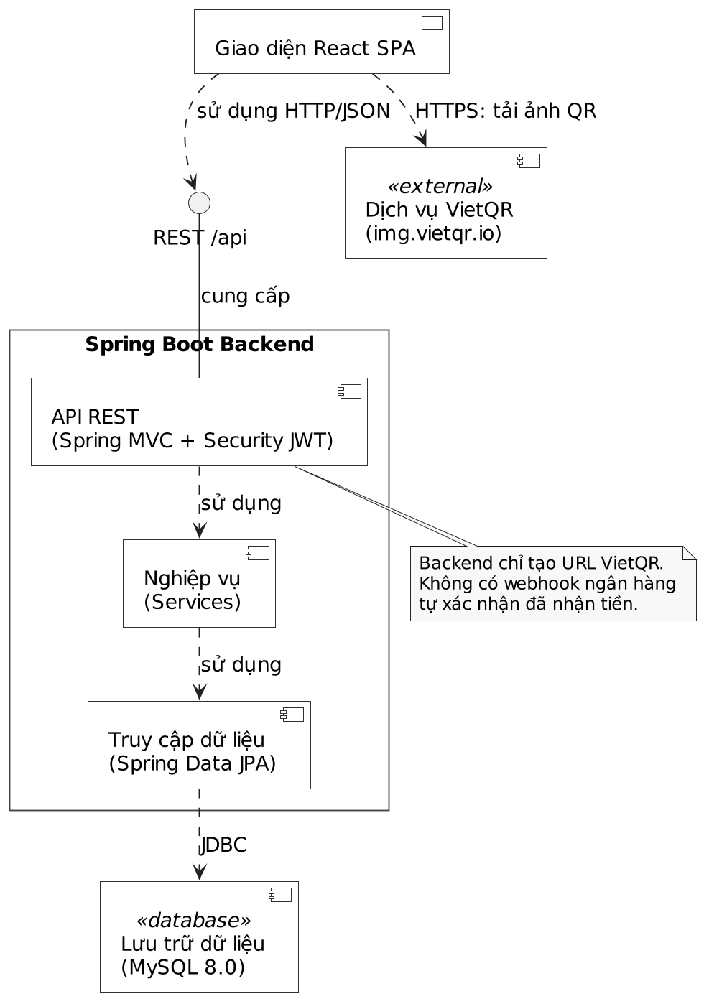 Giao diện React SPA
sử dụng HTTP/JSON
HTTPS: tải ảnh QR
«external»
Dịch vụ VietQR
(img.vietqr.io)
REST /api
cung cấp
Spring Boot Backend
API REST
(Spring MVC + Security JWT)
sử dụng
Nghiệp vụ
(Services)
Backend chỉ tạo URL VietQR.
Không có webhook ngân hàng
tự xác nhận đã nhận tiền.
sử dụng
Truy cập dữ liệu
(Spring Data JPA)
JDBC
«database»
Lưu trữ dữ liệu
(MySQL 8.0)